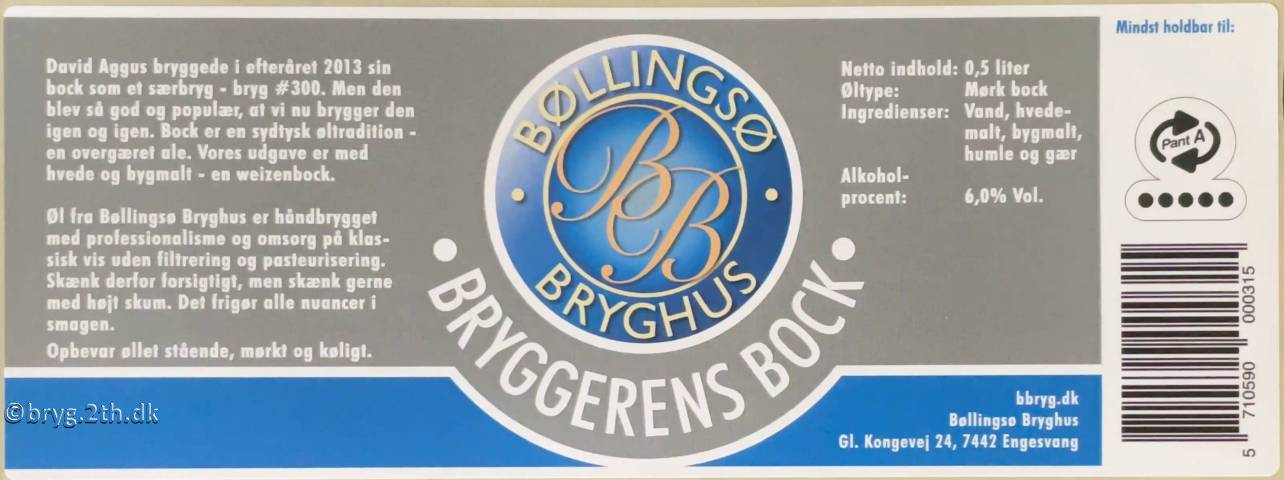 David Aggus bryggede i efteråret 2013 sin
bock som et særbryg - bryg #300. Men den
blev så god og populær, at vi nu brygger den
igen og igen. Bock er en sydtysk øltradition -
en overgæret ale. Vores udgave er med
hvede og bygmalt - en weizenbock.
Øl fra Bøllingsø Bryghus er håndbrygget
med professionalisme og omsorg på klas-
sisk vis uden filtrering og pasteurisering.
Skænk derfor forsigtigt, men skænk gerne
med højt skum. Det frigør alle nuancer i
smagen.
Opbevar øllet stående, mørkt og køligt.
©bryg.2th.dk
BØLLINGSØ
BB
BRYGHUS
• BRYGGERENS BOCK •
Netto indhold: 0,5 liter
Øltype: Mørk bock
Ingredienser: Vand, hvede-
malt, bygmalt,
humle og gær
Alkohol-
procent: 6,0% Vol.
bbryg.dk
Bøllingsø Bryghus
Gl. Kongevej 24, 7442 Engesvang
Mindst holdbar til:
Pant A
5 710590 000315